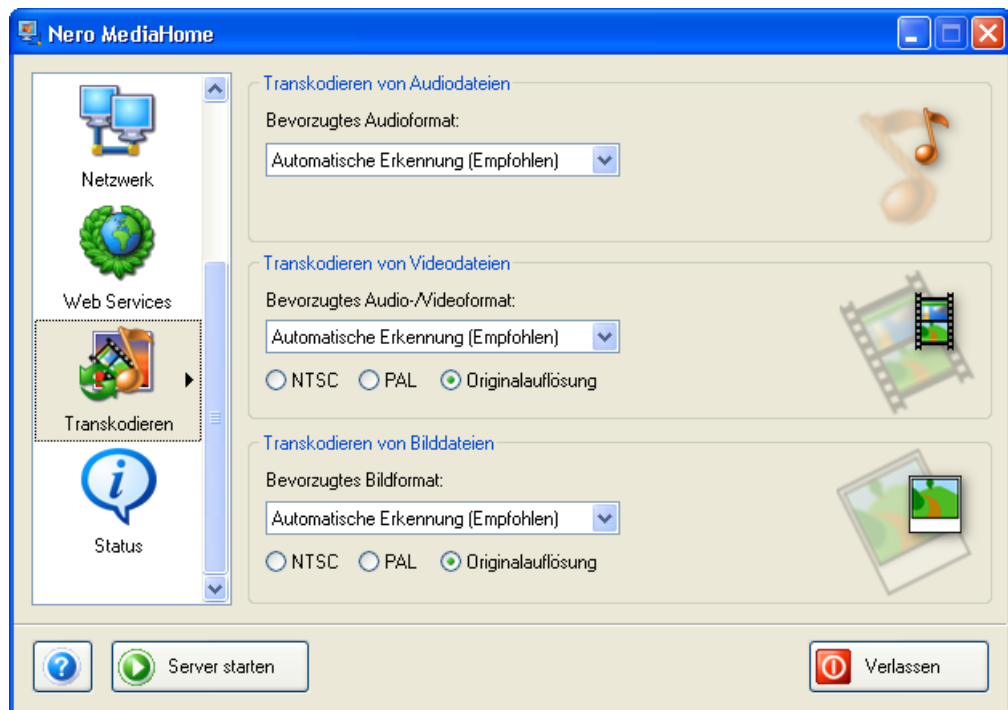 Nero MediaHome
Netzwerk
Web Services
Transkodieren
Status
Transkodieren von Audiodateien
Bevorzugtes Audioformat:
Automatische Erkennung (Empfohlen)
Transkodieren von Videodateien
Bevorzugtes Audio-/Videoformat:
Automatische Erkennung (Empfohlen)
NTSC PAL Originalauflösung
Transkodieren von Bilddateien
Bevorzugtes Bildformat:
Automatische Erkennung (Empfohlen)
NTSC PAL Originalauflösung
Server starten
Verlassen